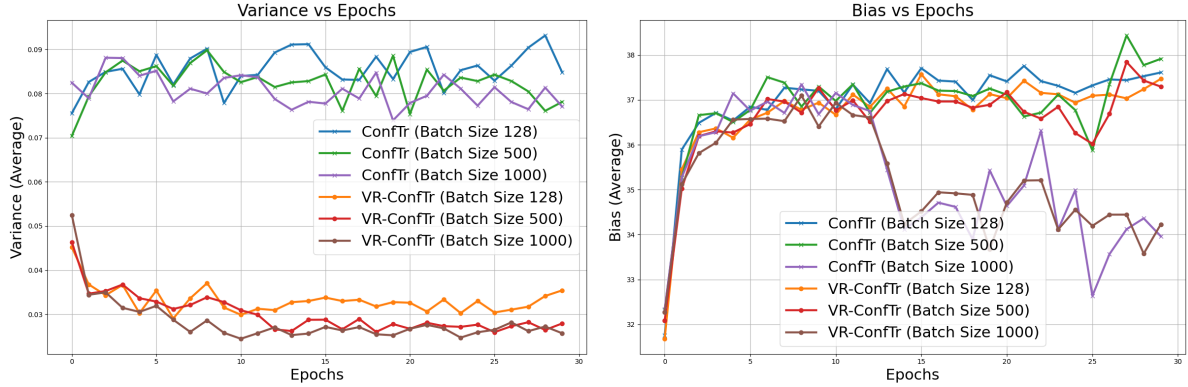 Variance vs Epochs
Variance (Average)
0.09
0.08
0.07
0.06
0.05
0.04
0.03
ConfTr (Batch Size 128)
ConfTr (Batch Size 500)
ConfTr (Batch Size 1000)
VR-ConfTr (Batch Size 128)
VR-ConfTr (Batch Size 500)
VR-ConfTr (Batch Size 1000)
0 5 10 15 20 25 30
Epochs
Bias vs Epochs
Bias (Average)
38
37
36
35
34
33
32
ConfTr (Batch Size 128)
ConfTr (Batch Size 500)
ConfTr (Batch Size 1000)
VR-ConfTr (Batch Size 128)
VR-ConfTr (Batch Size 500)
VR-ConfTr (Batch Size 1000)
0 5 10 15 20 25 30
Epochs